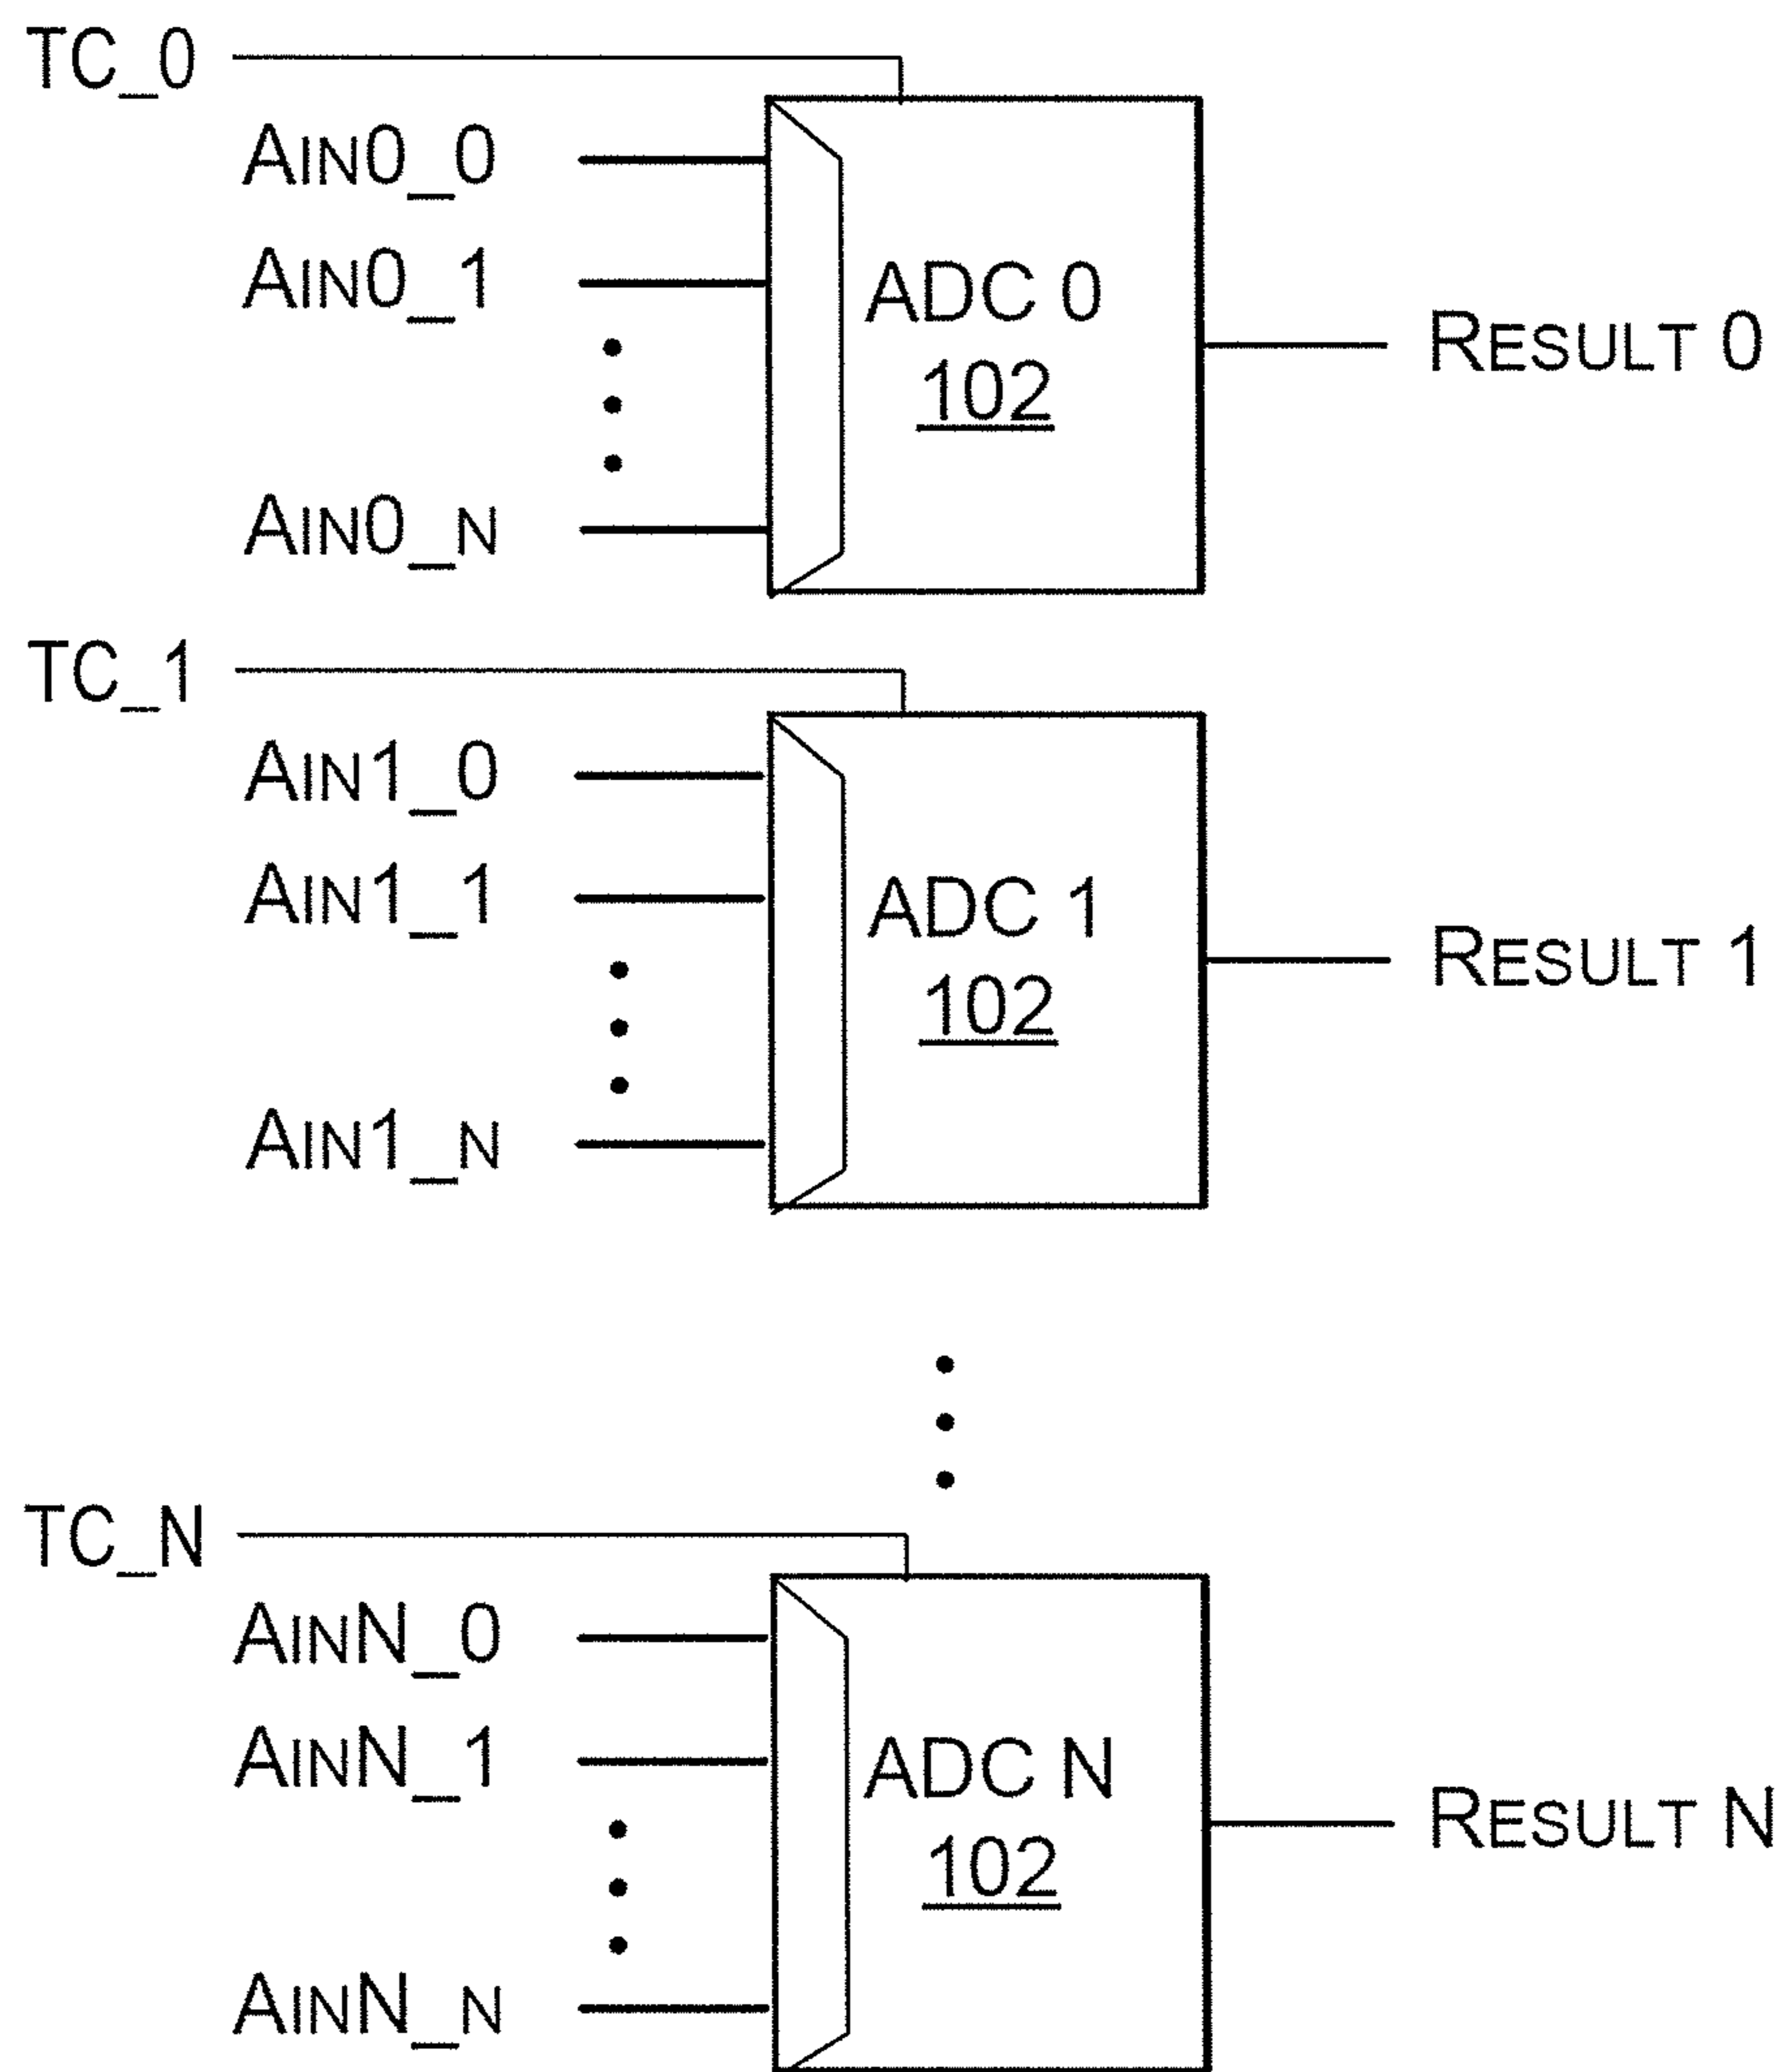 TC_0
AIN0_0
AIN0_1
ADC 0
102
RESULT 0
AIN0_N
TC_1
AIN1_0
AIN1_1
ADC 1
102
RESULT 1
AIN1_N
TC_N
AINN_0
AINN_1
ADC N
102
RESULT N
AINN_N